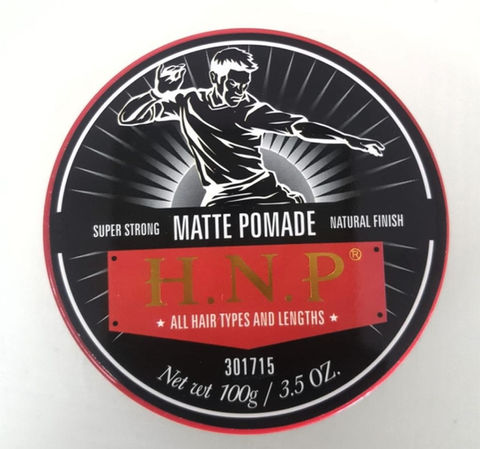 SUPER STRONG MATTE POMADE NATURAL FINISH
H.N.P®
★ ALL HAIR TYPES AND LENGTHS ★
301715
Net wt 100g / 3.5 OZ.